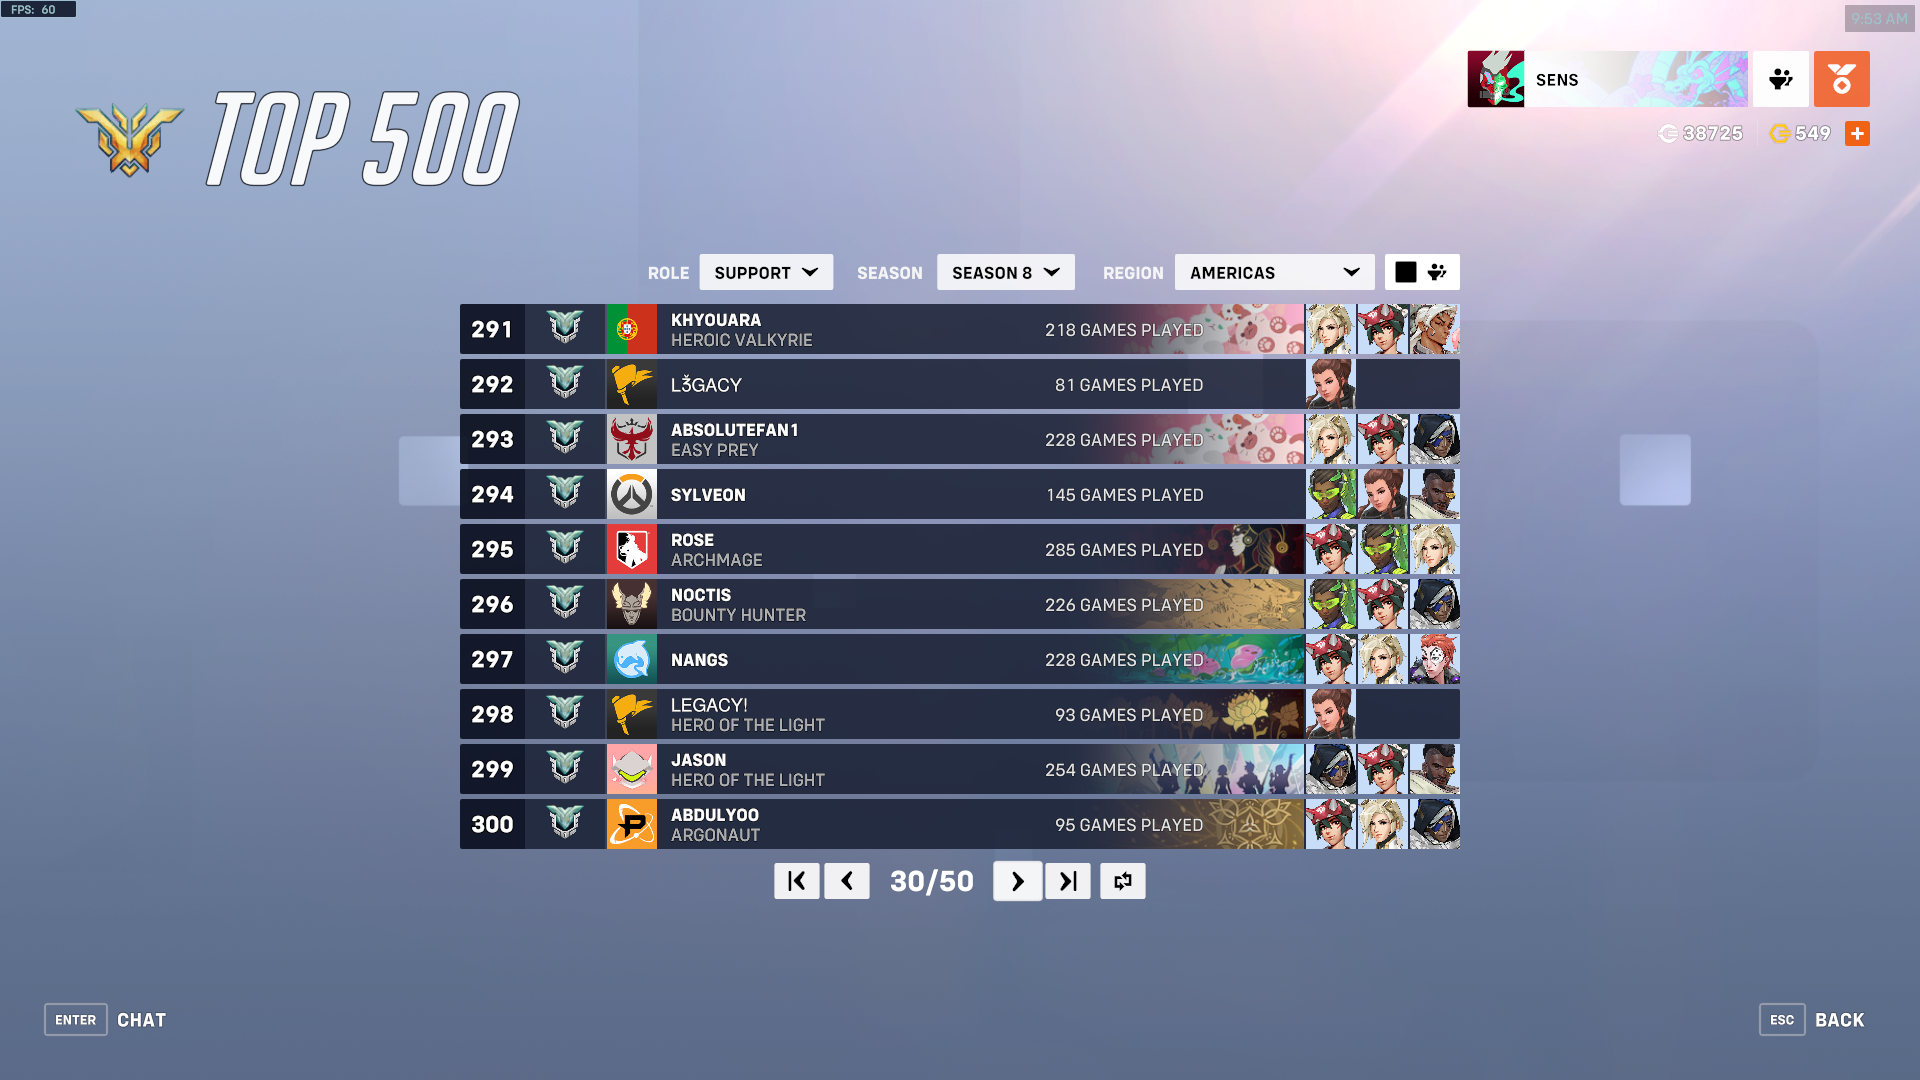 FPS: 60
9:53 AM
TOP 500
SENS
38725
549
ROLE SUPPORT SEASON SEASON 8 REGION AMERICAS
291 KHYOUARA 218 GAMES PLAYED
HEROIC VALKYRIE
292 LǮGACY 81 GAMES PLAYED
293 ABSOLUTEFAN1 228 GAMES PLAYED
EASY PREY
294 SYLVEON 145 GAMES PLAYED
295 ROSE 285 GAMES PLAYED
ARCHMAGE
296 NOCTIS 226 GAMES PLAYED
BOUNTY HUNTER
297 NANGS 228 GAMES PLAYED
298 LEGACY! 93 GAMES PLAYED
HERO OF THE LIGHT
299 JASON 254 GAMES PLAYED
HERO OF THE LIGHT
300 ABDULYOO 95 GAMES PLAYED
ARGONAUT
30/50
ENTER CHAT
ESC BACK